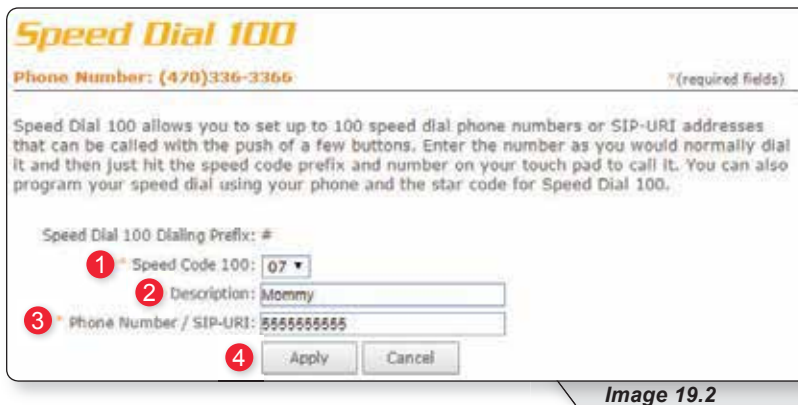 Speed Dial 100
Phone Number: (470)336-3366 *(required fields)
Speed Dial 100 allows you to set up to 100 speed dial phone numbers or SIP-URI addresses
that can be called with the push of a few buttons. Enter the number as you would normally dial
it and then just hit the speed code prefix and number on your touch pad to call it. You can also
program your speed dial using your phone and the star code for Speed Dial 100.
Speed Dial 100 Dialing Prefix: #
1 * Speed Code 100: 07
2 Description: Mommy
3 * Phone Number / SIP-URI: 5555555555
4 Apply Cancel
Image 19.2